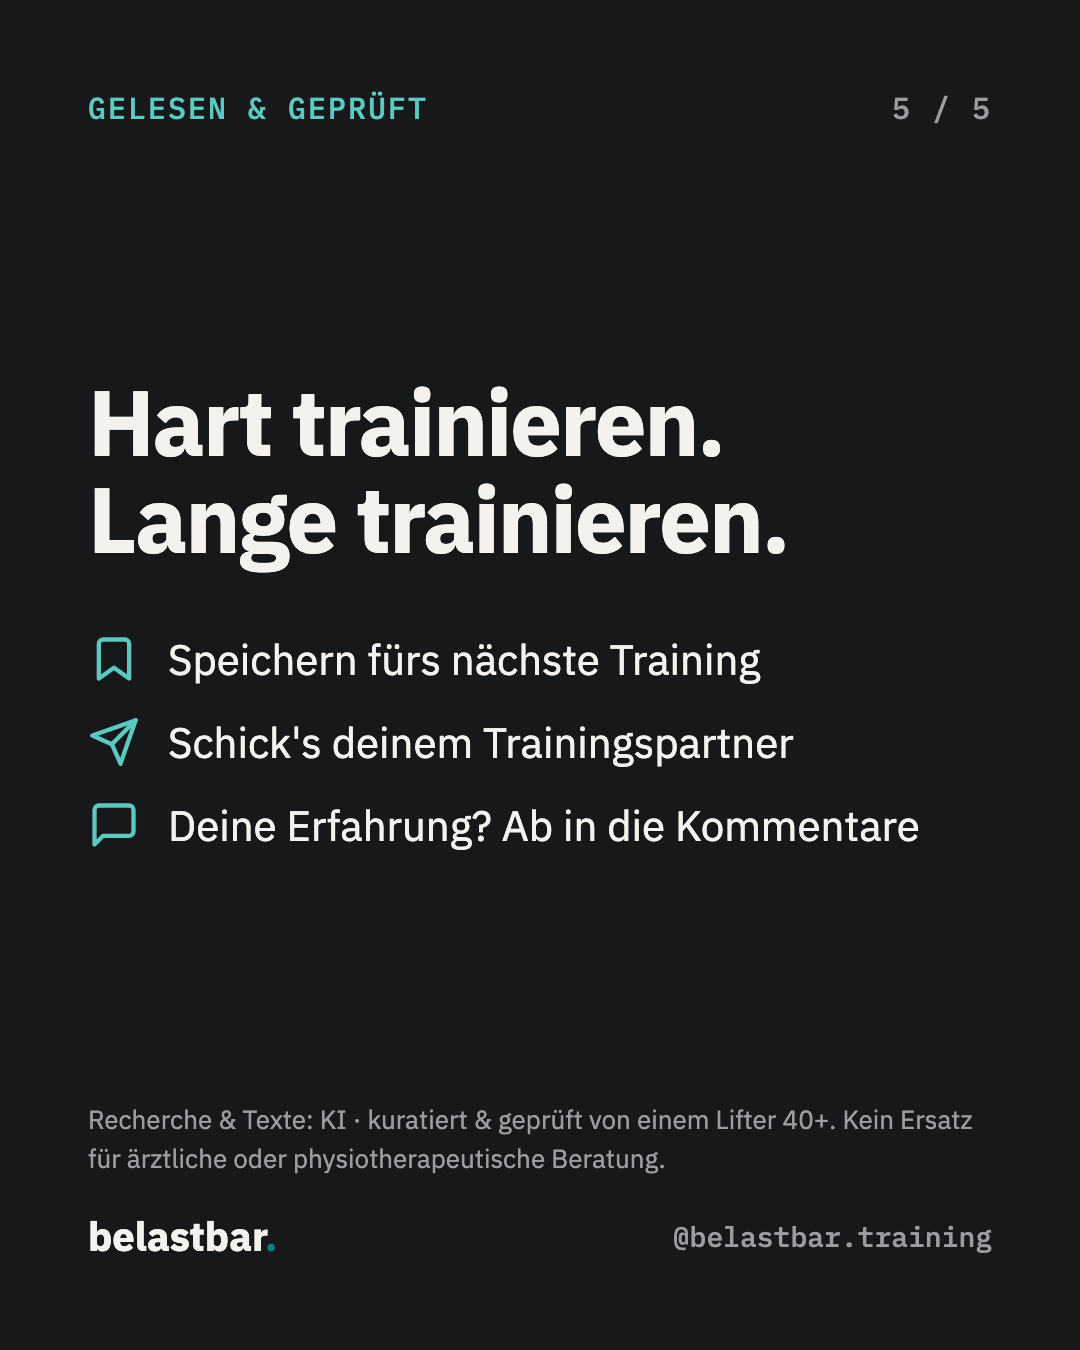 GELESEN & GEPRÜFT
5 / 5
Hart trainieren.
Lange trainieren.
Speichern fürs nächste Training
Schick's deinem Trainingspartner
Deine Erfahrung? Ab in die Kommentare
Recherche & Texte: KI · kuratiert & geprüft von einem Lifter 40+. Kein Ersatz
für ärztliche oder physiotherapeutische Beratung.
belastbar.
@belastbar.training